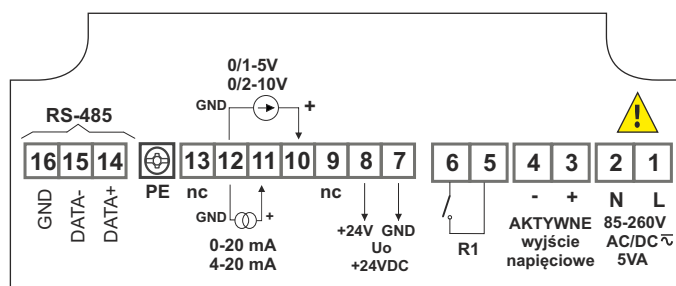 0/1-5V
0/2-10V
GND +
RS-485
16 15 14 PE 13 12 11 10 9 8 7 6 5 4 3 2 1
GND DATA- DATA+
nc nc
GND +
0-20 mA
4-20 mA
+24V GND
Uo
+24VDC
R1
- +
AKTYWNE
wyjście
napięciowe
N L
85-260V
AC/DC
5VA